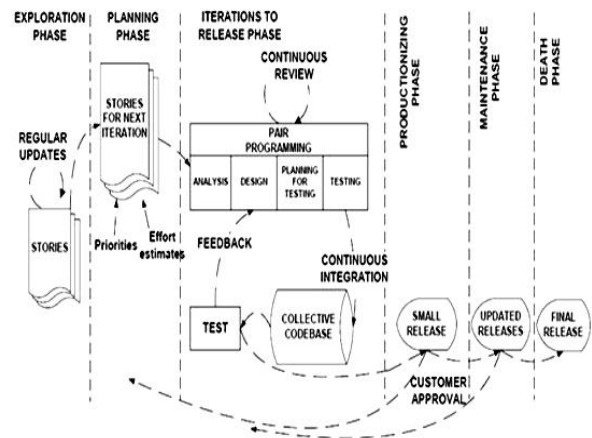 EXPLORATION
PHASE
PLANNING
PHASE
ITERATIONS TO
RELEASE PHASE
PRODUCTIONIZING
PHASE
MAINTENANCE
PHASE
DEATH
PHASE
CONTINUOUS
REVIEW
STORIES
FOR NEXT
ITERATION
REGULAR
UPDATES
PAIR
PROGRAMMING
ANALYSIS
DESIGN
PLANNING
FOR
TESTING
TESTING
STORIES
Priorities
Effort
estimates
FEEDBACK
CONTINUOUS
INTEGRATION
TEST
COLLECTIVE
CODEBASE
SMALL
RELEASE
UPDATED
RELEASES
FINAL
RELEASE
CUSTOMER
APPROVAL